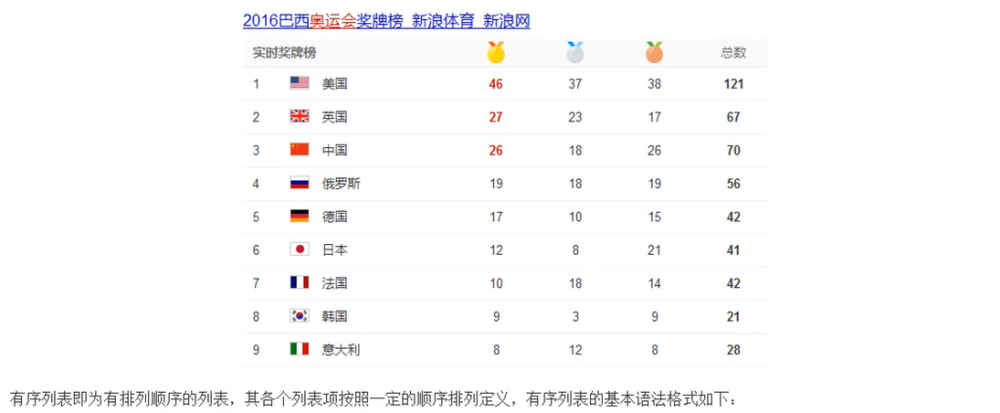 2016巴西奥运会奖牌榜_新浪体育_新浪网
实时奖牌榜 总数
1 美国 46 37 38 121
2 英国 27 23 17 67
3 中国 26 18 26 70
4 俄罗斯 19 18 19 56
5 德国 17 10 15 42
6 日本 12 8 21 41
7 法国 10 18 14 42
8 韩国 9 3 9 21
9 意大利 8 12 8 28
有序列表即为有排列顺序的列表，其各个列表项按照一定的顺序排列定义，有序列表的基本语法格式如下：